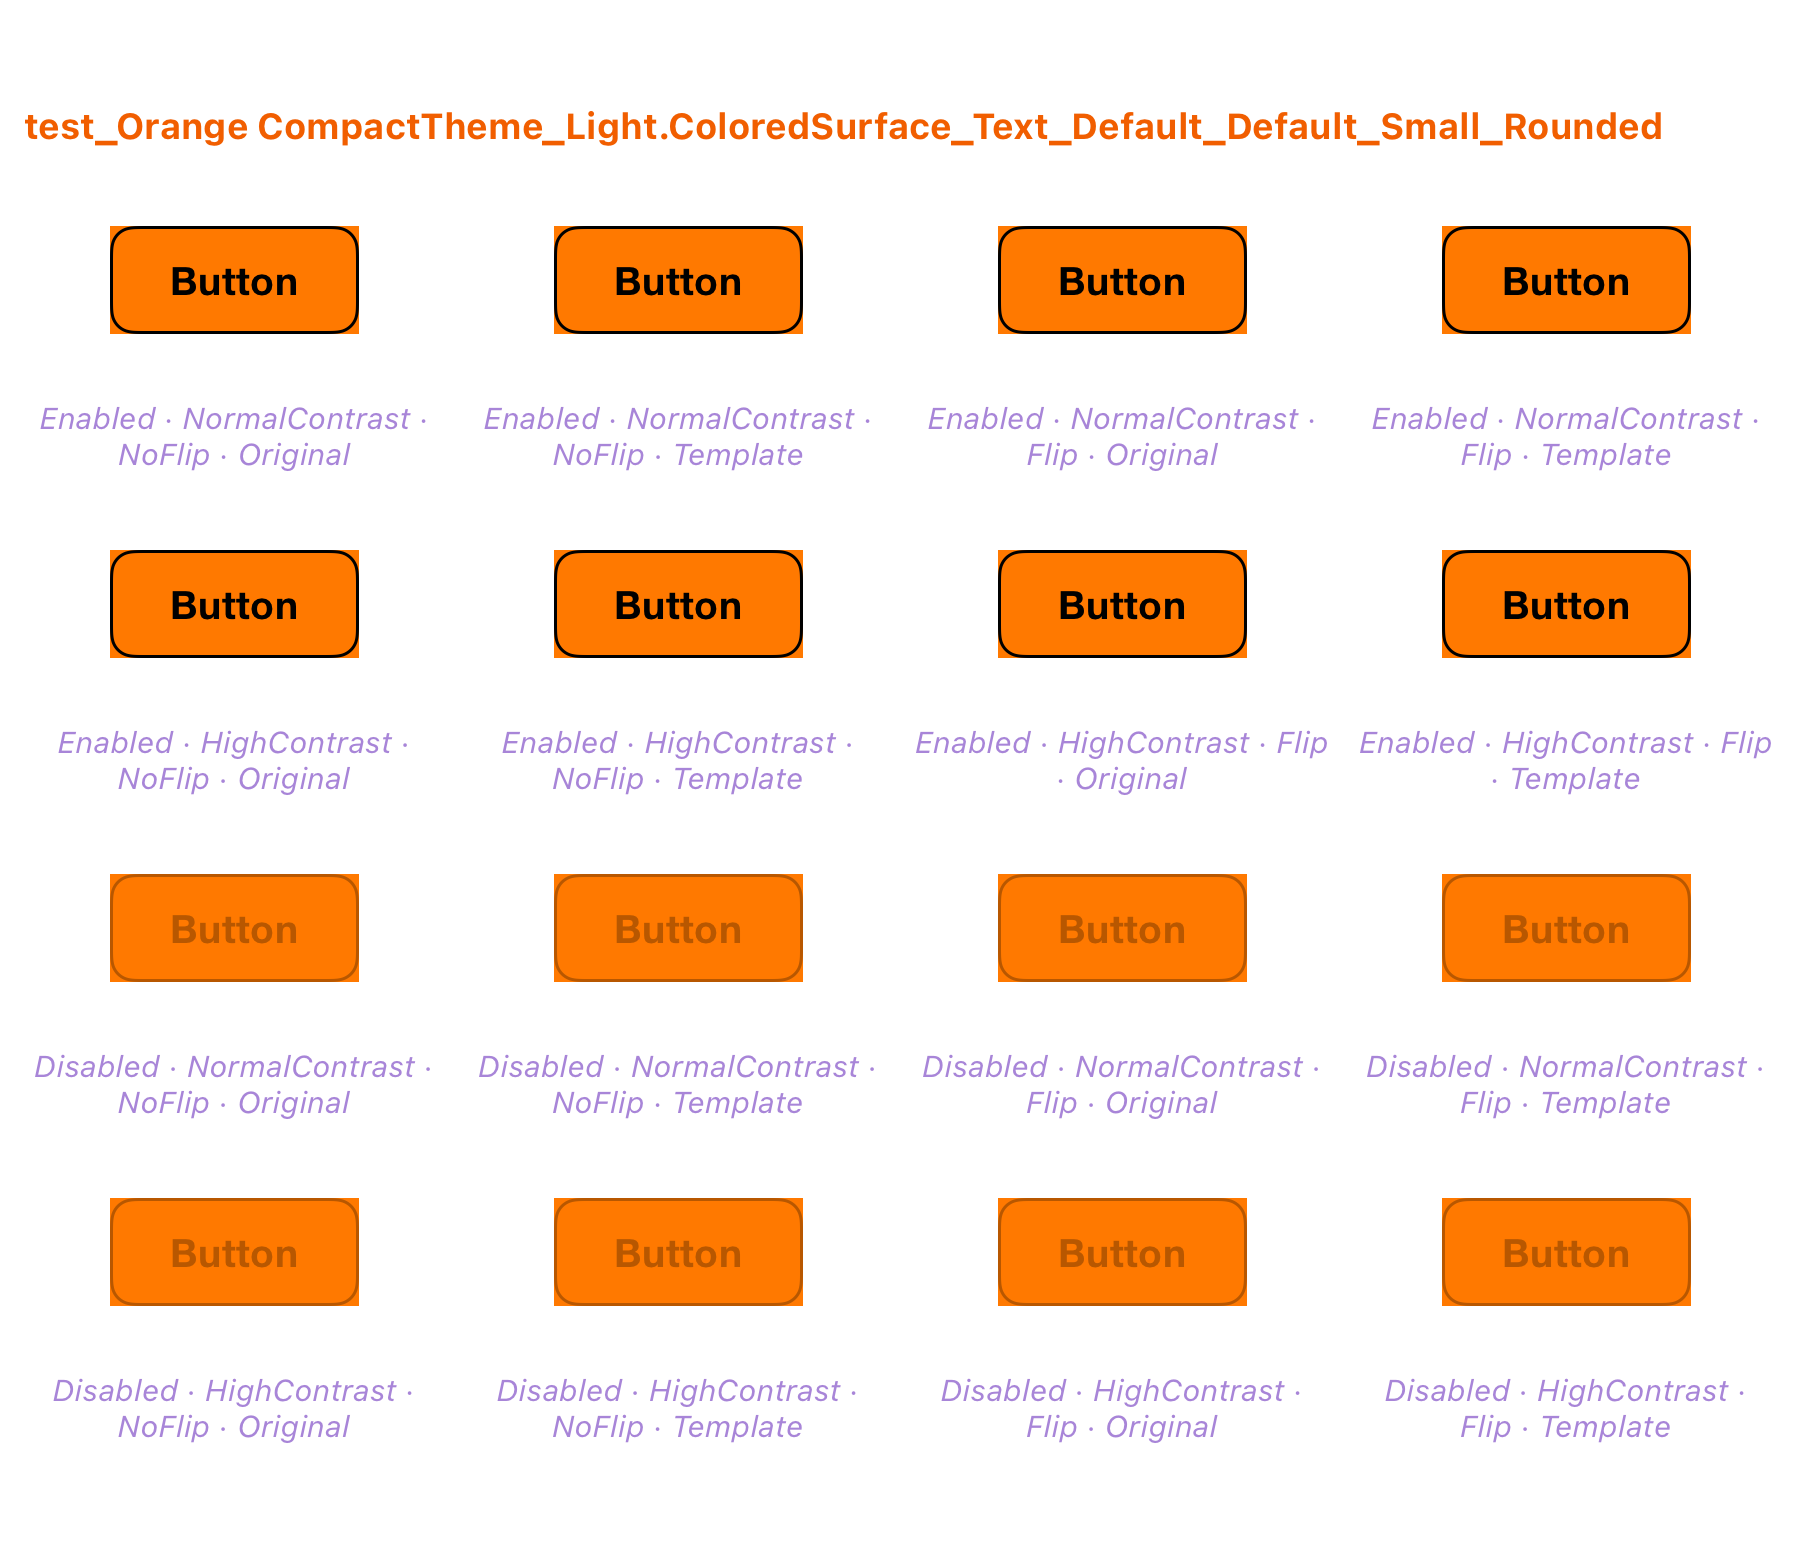 test_Orange CompactTheme_Light.ColoredSurface_Text_Default_Default_Small_Rounded
Button Button Button Button
Enabled · NormalContrast · Enabled · NormalContrast · Enabled · NormalContrast · Enabled · NormalContrast ·
NoFlip · Original NoFlip · Template Flip · Original Flip · Template
Button Button Button Button
Enabled · HighContrast · Enabled · HighContrast · Enabled · HighContrast · Flip Enabled · HighContrast · Flip
NoFlip · Original NoFlip · Template · Original · Template
Button Button Button Button
Disabled · NormalContrast · Disabled · NormalContrast · Disabled · NormalContrast · Disabled · NormalContrast ·
NoFlip · Original NoFlip · Template Flip · Original Flip · Template
Button Button Button Button
Disabled · HighContrast · Disabled · HighContrast · Disabled · HighContrast · Disabled · HighContrast ·
NoFlip · Original NoFlip · Template Flip · Original Flip · Template